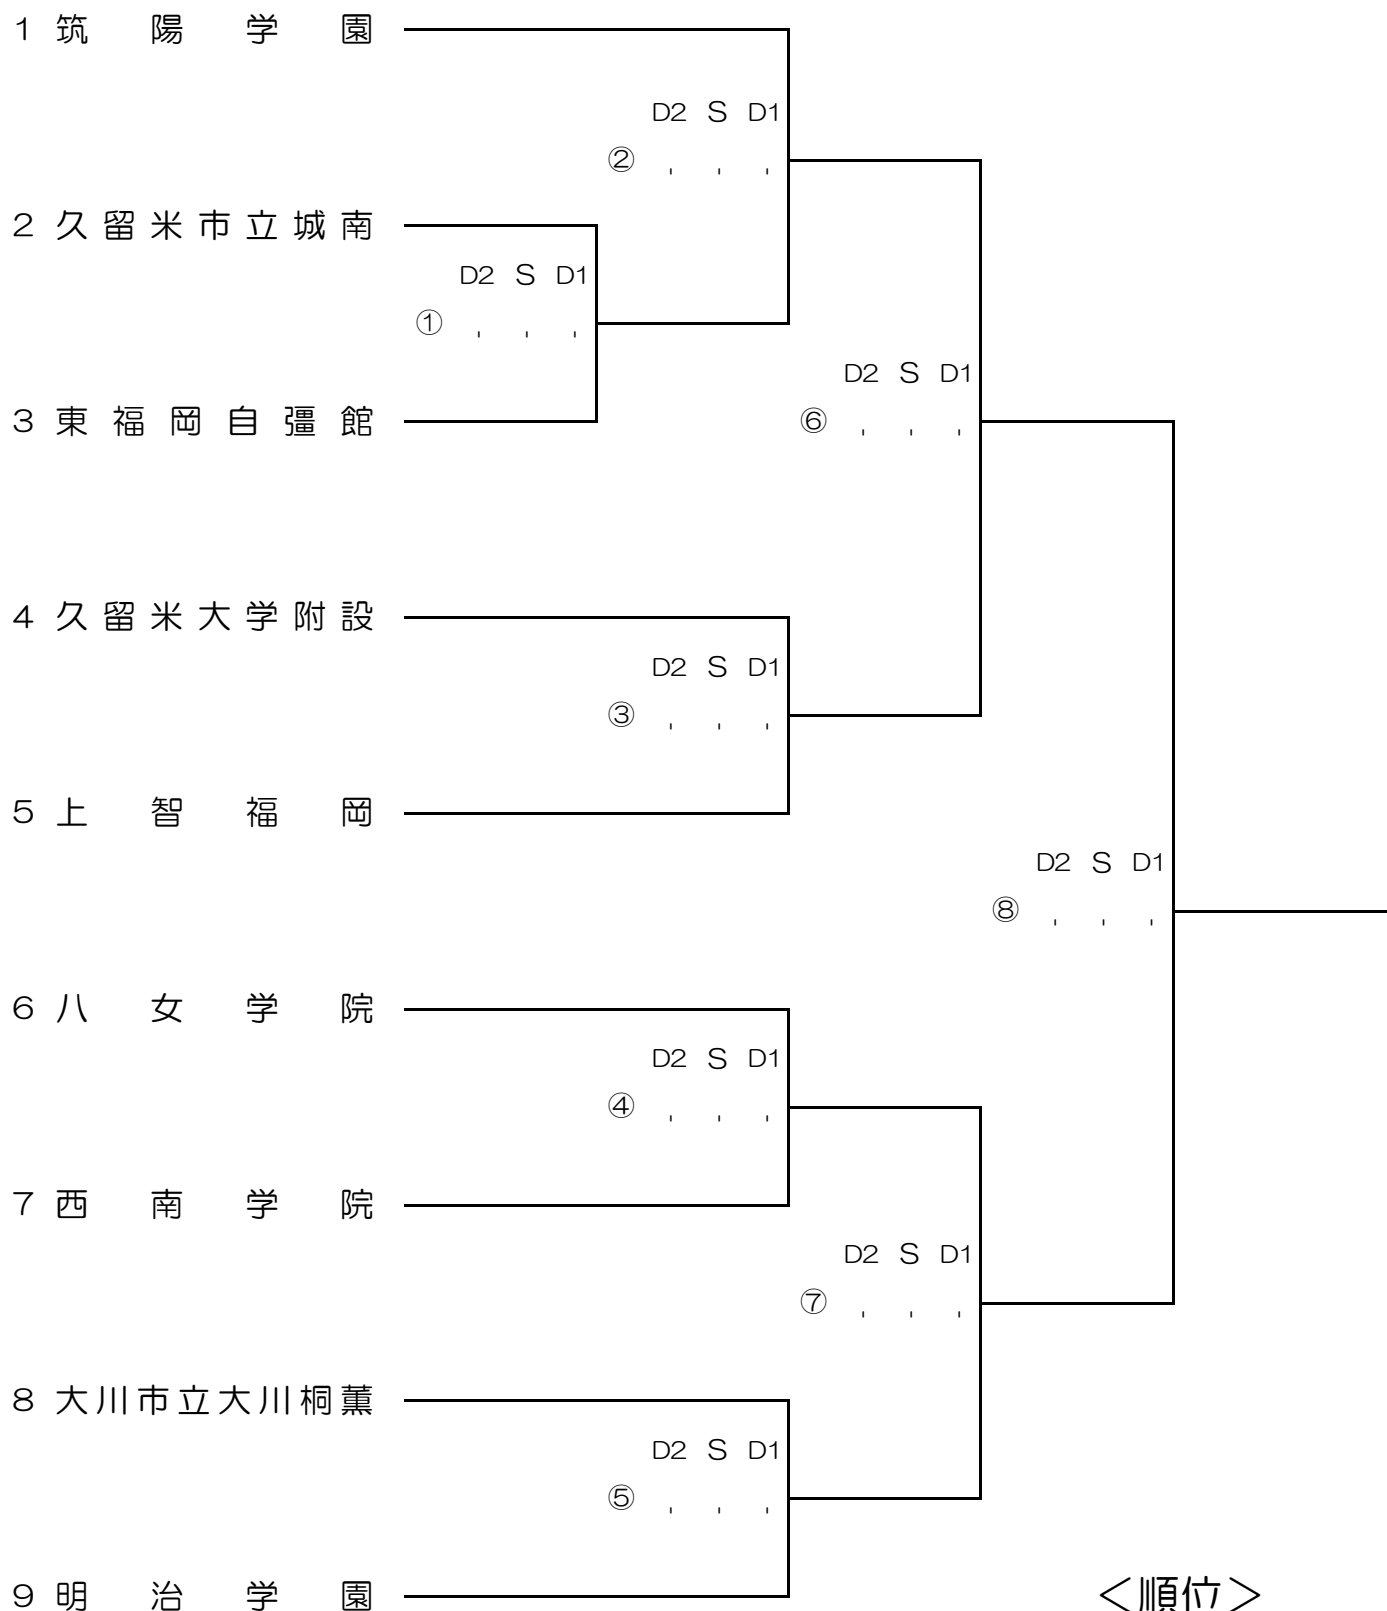 1 筑陽学園
D2 S D1
② , , ,
2 久留米市立城南
D2 S D1
① , , ,
D2 S D1
3 東福岡自彊館
⑥ , , ,
4 久留米大学附設
D2 S D1
③ , , ,
5 上智福岡
D2 S D1
⑧ , , ,
6 八女学院
D2 S D1
④ , , ,
7 西南学院
D2 S D1
⑦ , , ,
8 大川市立大川桐薫
D2 S D1
⑤ , , ,
9 明治学園
＜順位＞